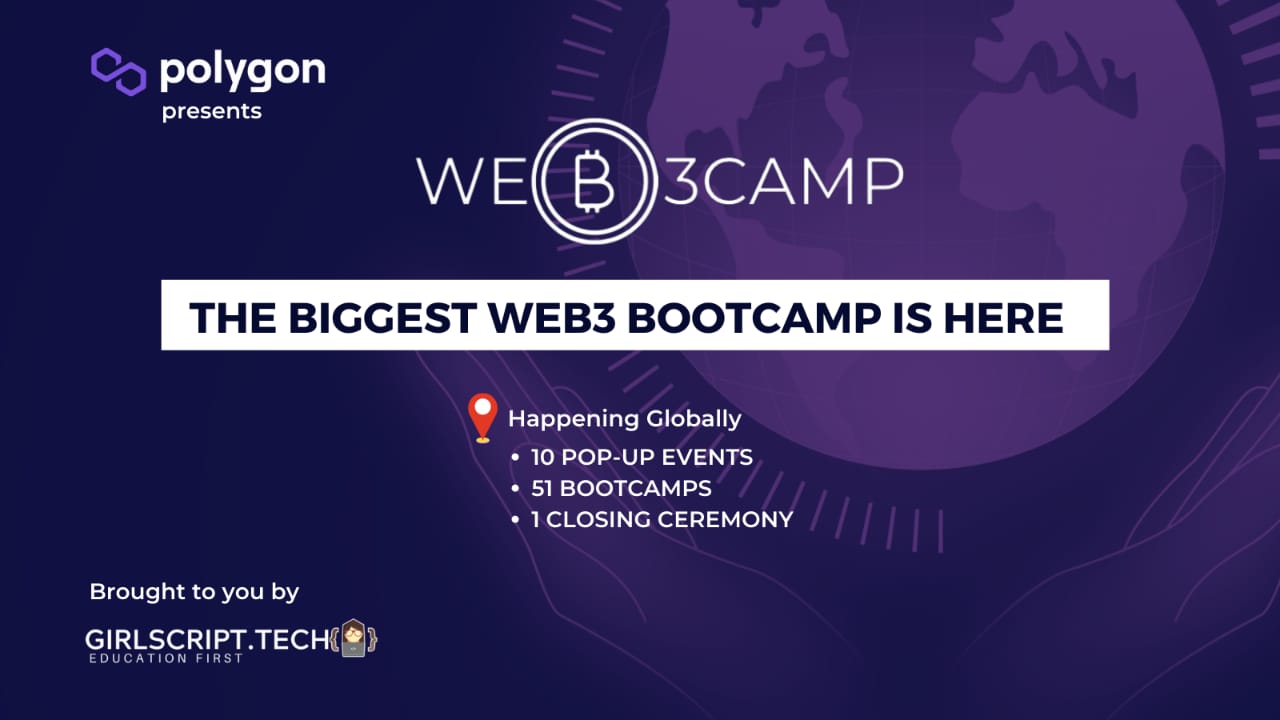 polygon
presents
WEB3CAMP
THE BIGGEST WEB3 BOOTCAMP IS HERE
Happening Globally
• 10 POP-UP EVENTS
• 51 BOOTCAMPS
• 1 CLOSING CEREMONY
Brought to you by
GIRLSCRIPT.TECH{}
EDUCATION FIRST